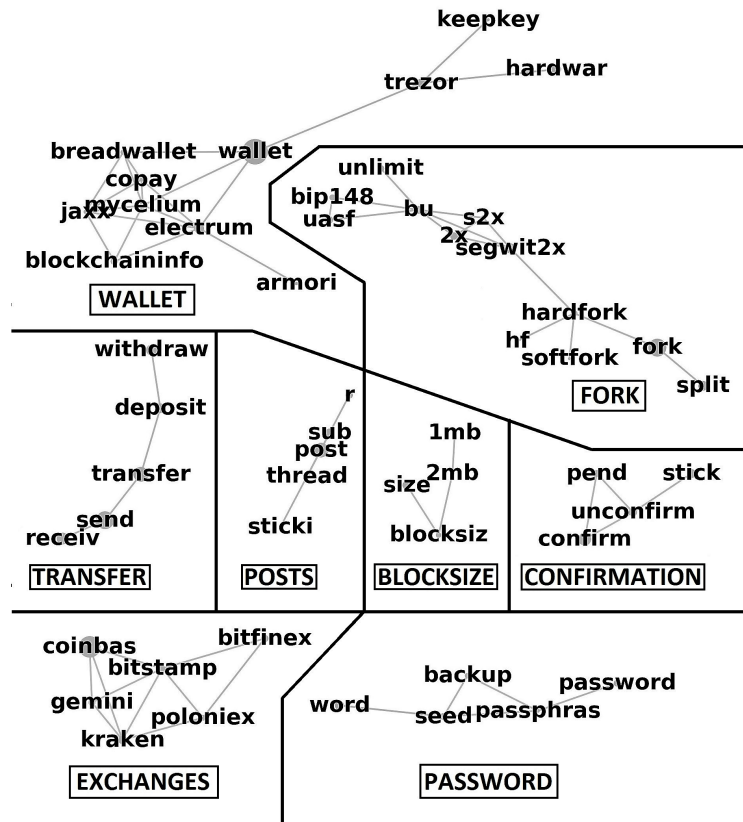 keepkey
trezor
hardwar
breadwallet
wallet
copay
jaxx
mycelium
electrum
blockchaininfo
armori
WALLET
unlimit
bip148
uasf
bu
s2x
2x
segwit2x
hardfork
hf
softfork
fork
split
FORK
withdraw
deposit
transfer
send
receiv
TRANSFER
r
sub
post
thread
sticki
POSTS
1mb
2mb
size
blocksiz
BLOCKSIZE
pend
stick
unconfirm
confirm
CONFIRMATION
coinbas
bitfinex
bitstamp
gemini
poloniex
kraken
EXCHANGES
backup
password
word
seed
passphras
PASSWORD